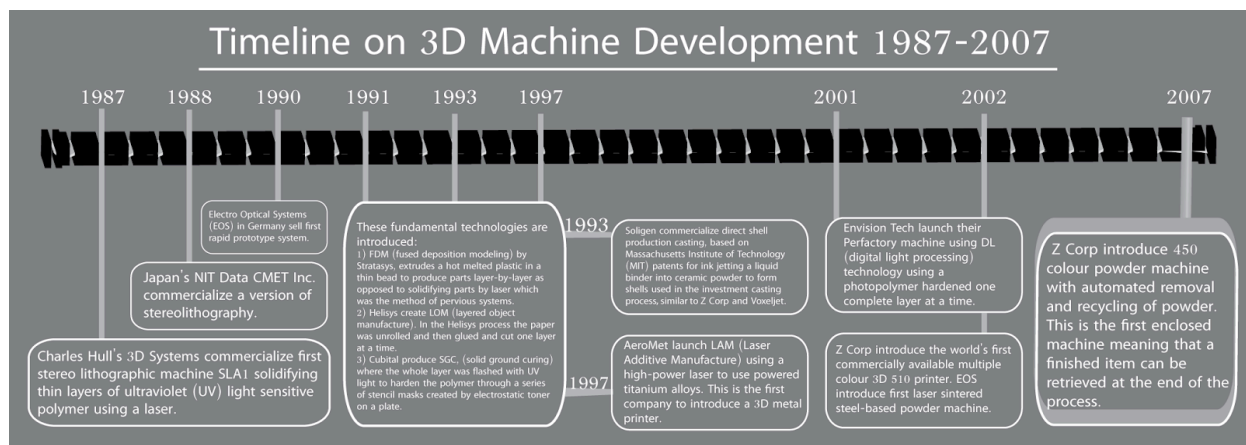 Timeline on 3D Machine Development 1987-2007
1987
1988
1990
1991
1993
1997
2001
2002
2007
Charles Hull's 3D Systems commercialize first
stereo lithographic machine SLA1 solidifying
thin layers of ultraviolet (UV) light sensitive
polymer using a laser.
Japan's NIT Data CMET Inc.
commercialize a version of
stereolithography.
Electro Optical Systems
(EOS) in Germany sell first
rapid prototype system.
These fundamental technologies are
introduced:
1) FDM (fused deposition modeling) by
Stratasys, extrudes a hot melted plastic in a
thin bead to produce parts layer-by-layer as
opposed to solidifying parts by laser which
was the method of pervious systems.
2) Helisys create LOM (layered object
manufacture). In the Helisys process the paper
was unrolled and then glued and cut one layer
at a time.
3) Cubital produce SGC, (solid ground curing)
where the whole layer was flashed with UV
light to harden the polymer through a series
of stencil masks created by electrostatic toner
on a plate.
1993
Soligen commercialize direct shell
production casting, based on
Massachusetts Institute of Technology
(MIT) patents for ink jetting a liquid
binder into ceramic powder to form
shells used in the investment casting
process, similar to Z Corp and Voxeljet.
1997
AeroMet launch LAM (Laser
Additive Manufacture) using a
high-power laser to use powered
titanium alloys. This is the first
company to introduce a 3D metal
printer.
Envision Tech launch their
Perfactory machine using DL
(digital light processing)
technology using a
photopolymer hardened one
complete layer at a time.
Z Corp introduce the world's first
commercially available multiple
colour 3D 510 printer. EOS
introduce first laser sintered
steel-based powder machine.
Z Corp introduce 450
colour powder machine
with automated removal
and recycling of powder.
This is the first enclosed
machine meaning that a
finished item can be
retrieved at the end of the
process.